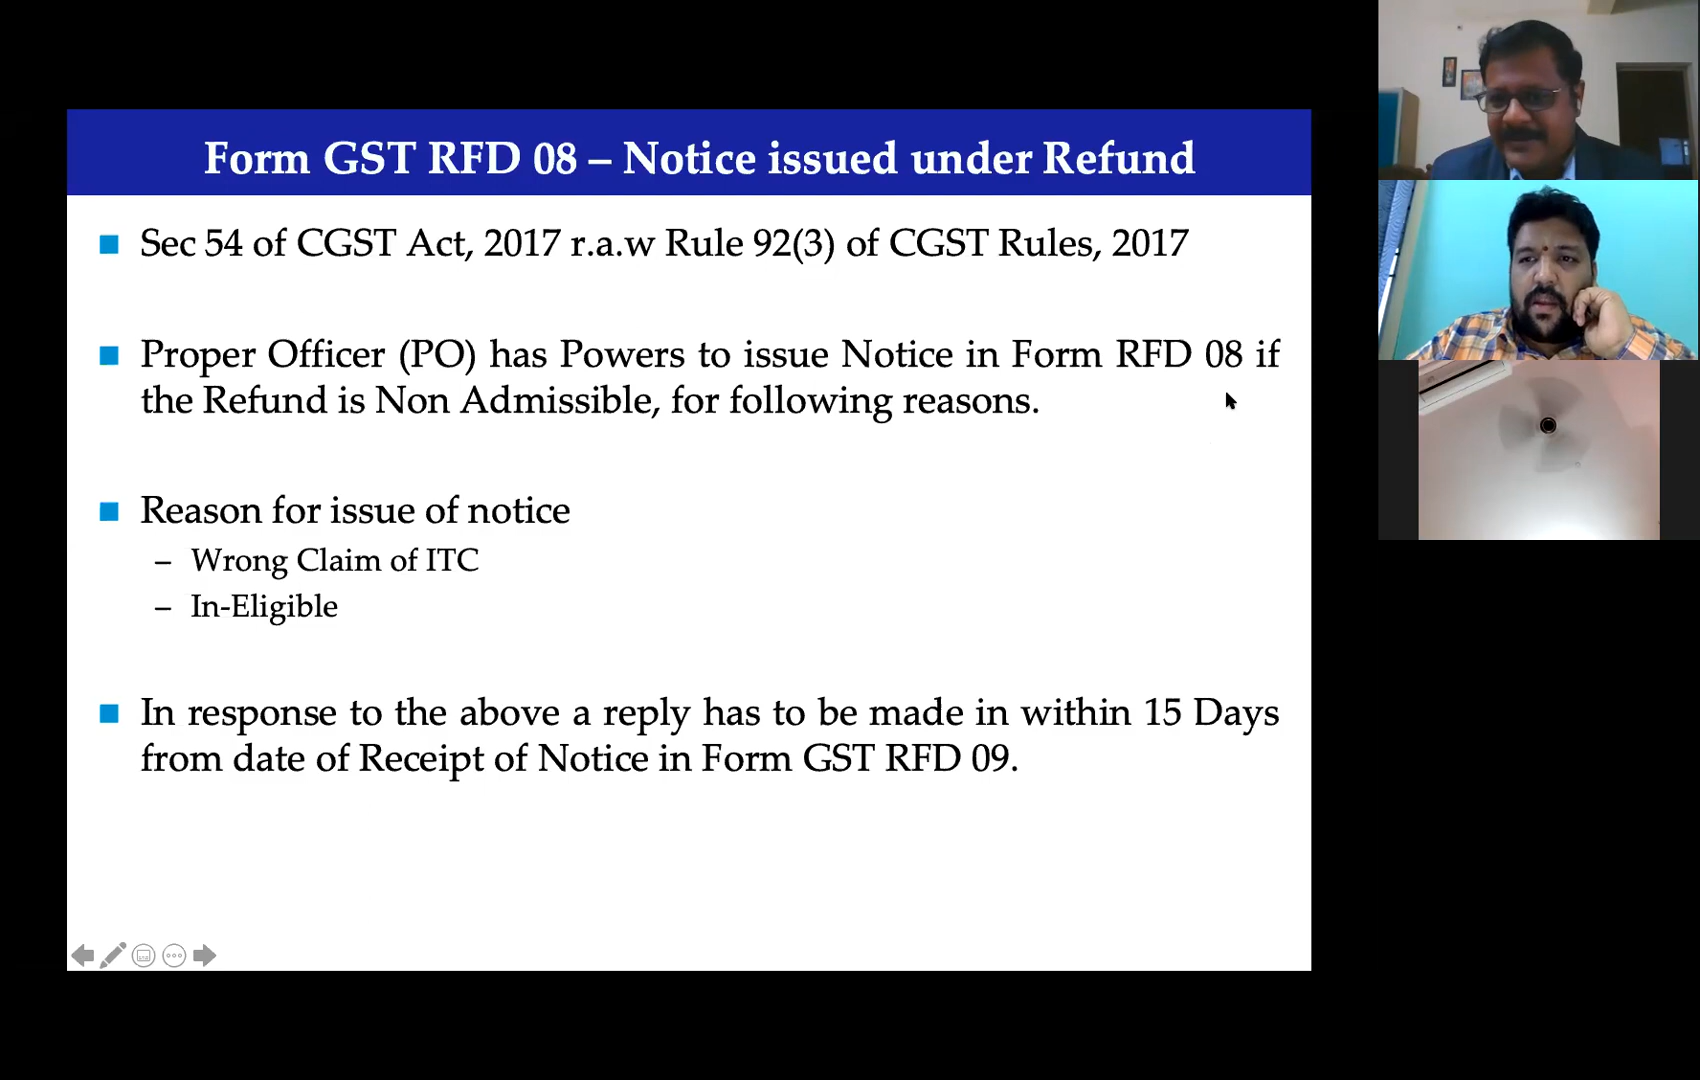 Form GST RFD 08 – Notice issued under Refund
Sec 54 of CGST Act, 2017 r.a.w Rule 92(3) of CGST Rules, 2017
Proper Officer (PO) has Powers to issue Notice in Form RFD 08 if
the Refund is Non Admissible, for following reasons.
Reason for issue of notice
– Wrong Claim of ITC
– In-Eligible
In response to the above a reply has to be made in within 15 Days
from date of Receipt of Notice in Form GST RFD 09.